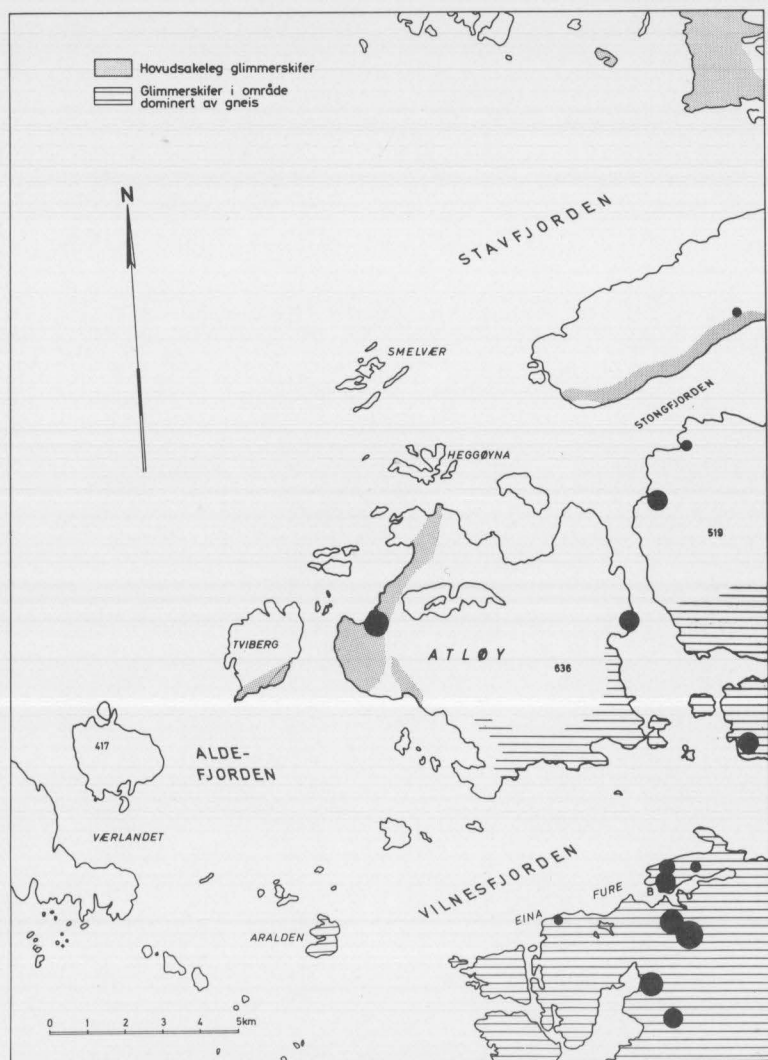 Hovudsakeleg glimmerskifer
Glimmerskifer i område
dominert av gneis
N
STAVFJORDEN
SMELVÆR
STONGFJORDEN
HEGGØYNA
519
TVIBERG
ATLØY
636
417
ALDE-
FJORDEN
VÆRLANDET
VILNESFJORDEN
B
FURE
EINA
ARALDEN
0 1 2 3 4 5km